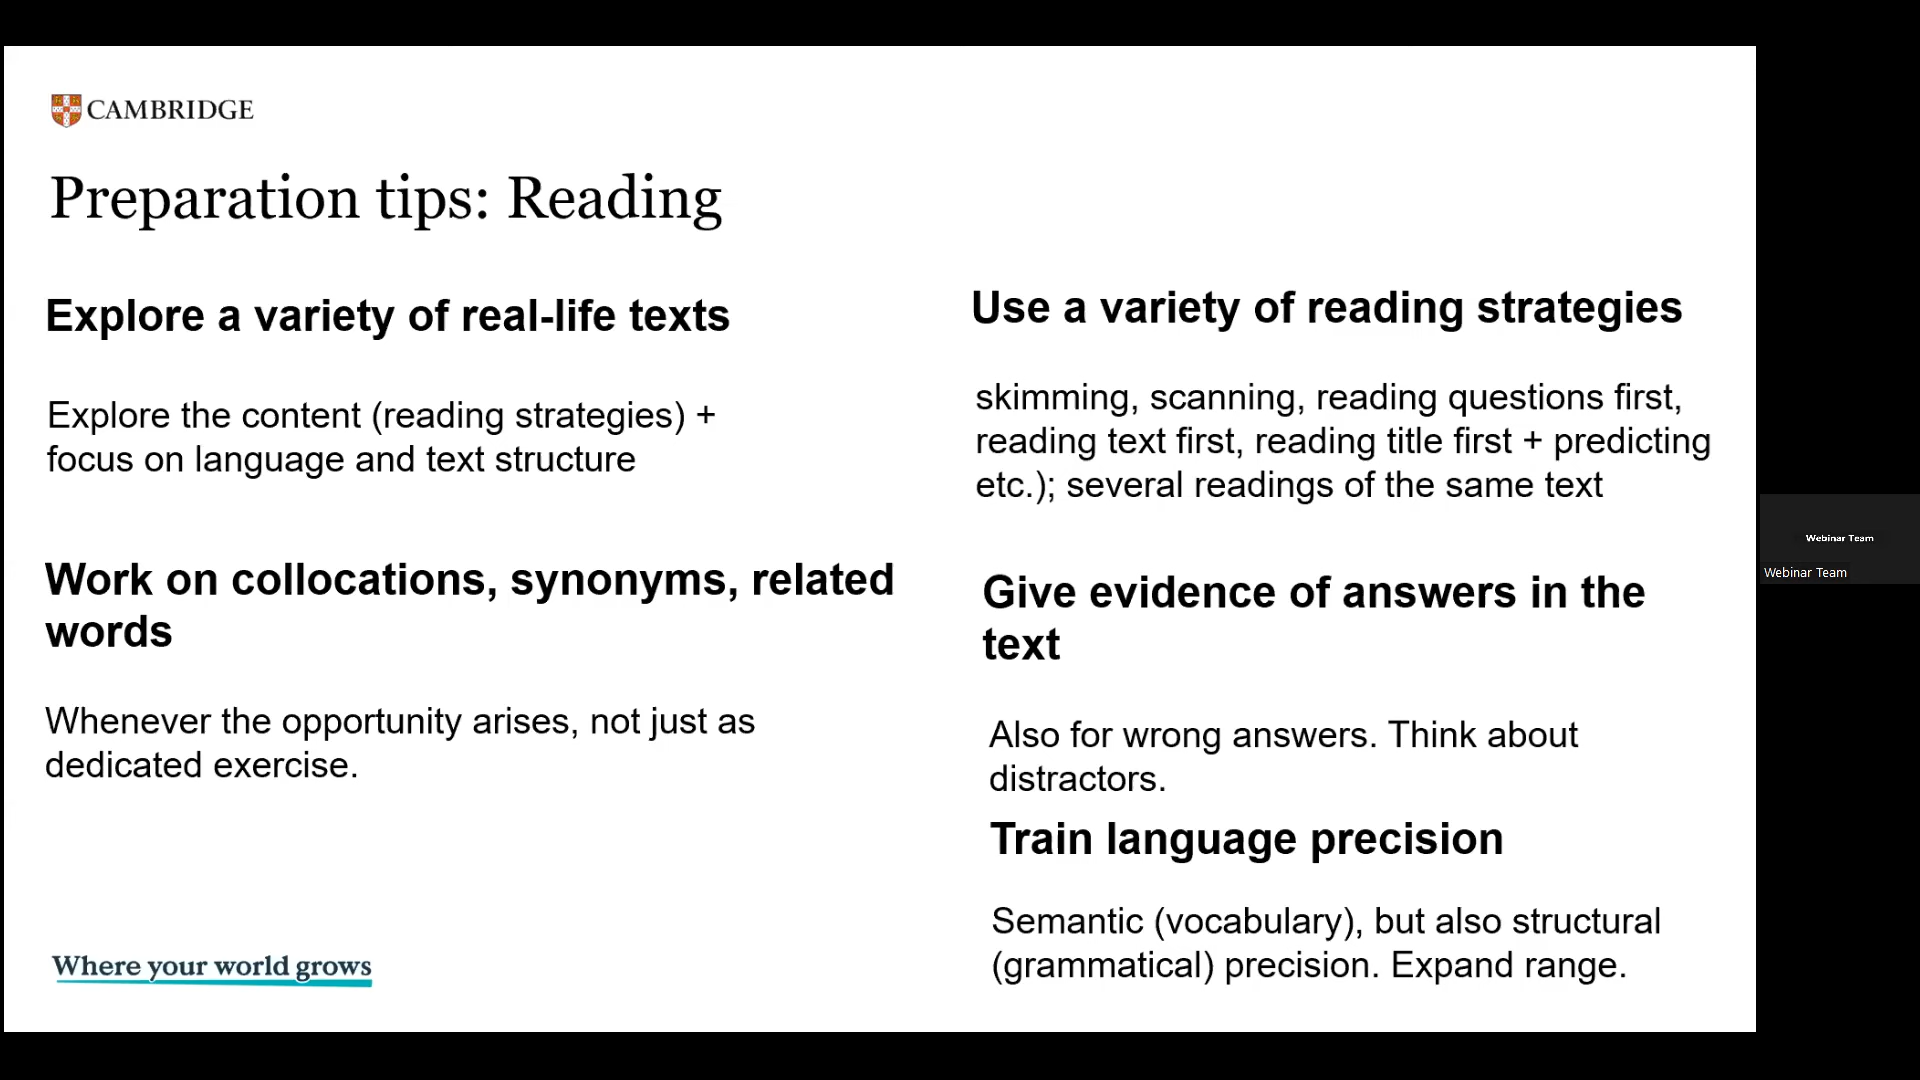 CAMBRIDGE
Preparation tips: Reading
Explore a variety of real-life texts
Explore the content (reading strategies) +
focus on language and text structure
Work on collocations, synonyms, related
words
Whenever the opportunity arises, not just as
dedicated exercise.
Use a variety of reading strategies
skimming, scanning, reading questions first,
reading text first, reading title first + predicting
etc.); several readings of the same text
Give evidence of answers in the
text
Also for wrong answers. Think about
distractors.
Train language precision
Semantic (vocabulary), but also structural
(grammatical) precision. Expand range.
Where your world grows
Webinar Team
Webinar Team